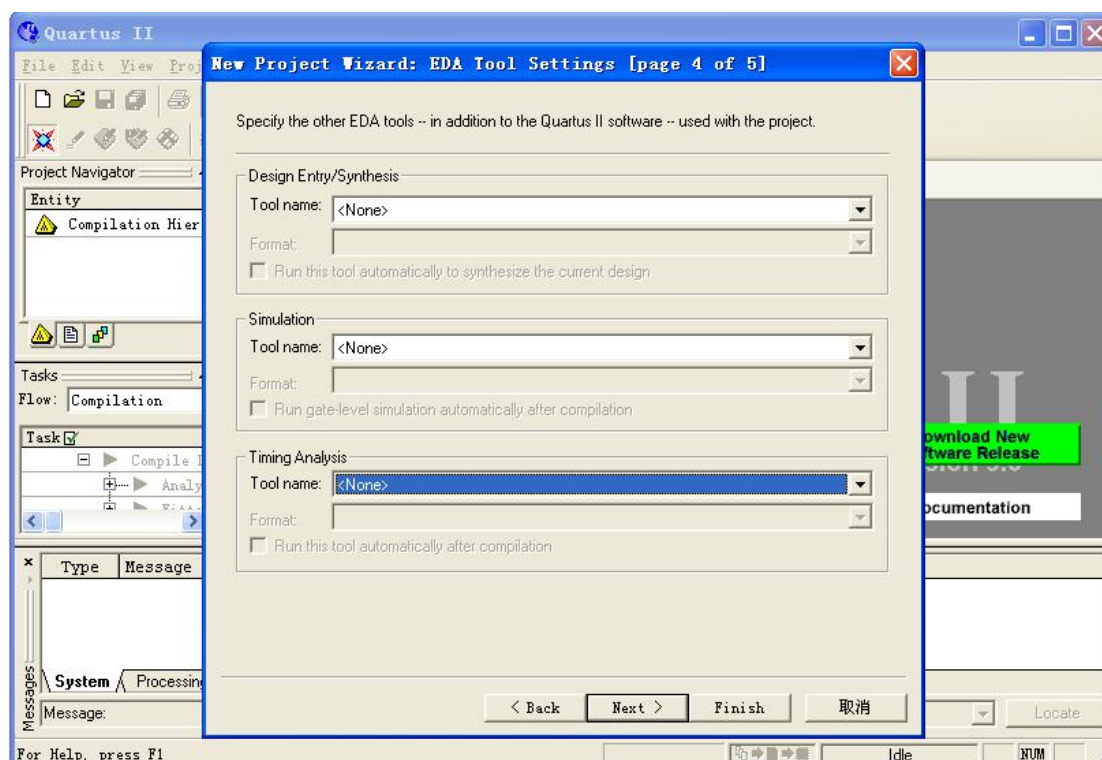 Quartus II
File Edit View Proj
New Project Wizard: EDA Tool Settings [page 4 of 5]
Specify the other EDA tools -- in addition to the Quartus II software -- used with the project.
Project Navigator
Entity
Compilation Hier
Design Entry/Synthesis
Tool name: <None>
Format:
Run this tool automatically to synthesize the current design
Simulation
Tool name: <None>
Format:
Run gate-level simulation automatically after compilation
Timing Analysis
Tool name: <None>
Format:
Run this tool automatically after compilation
Tasks
Flow: Compilation
Task
Compile
Analy
II
ownload New
ftware Release
ocumentation
Type Message
System Processin
Messages
Message:
< Back Next > Finish 取消
Locate
For Help, press F1
Idle NUM